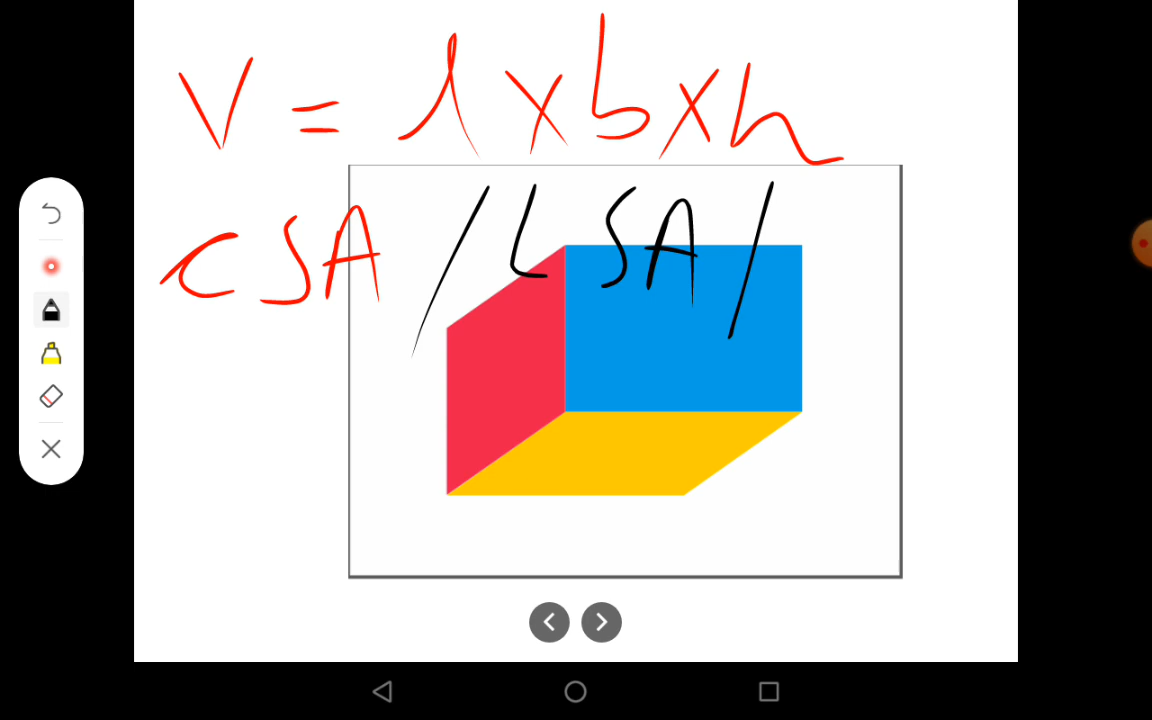 V = l x b x h
CSA / LSA /